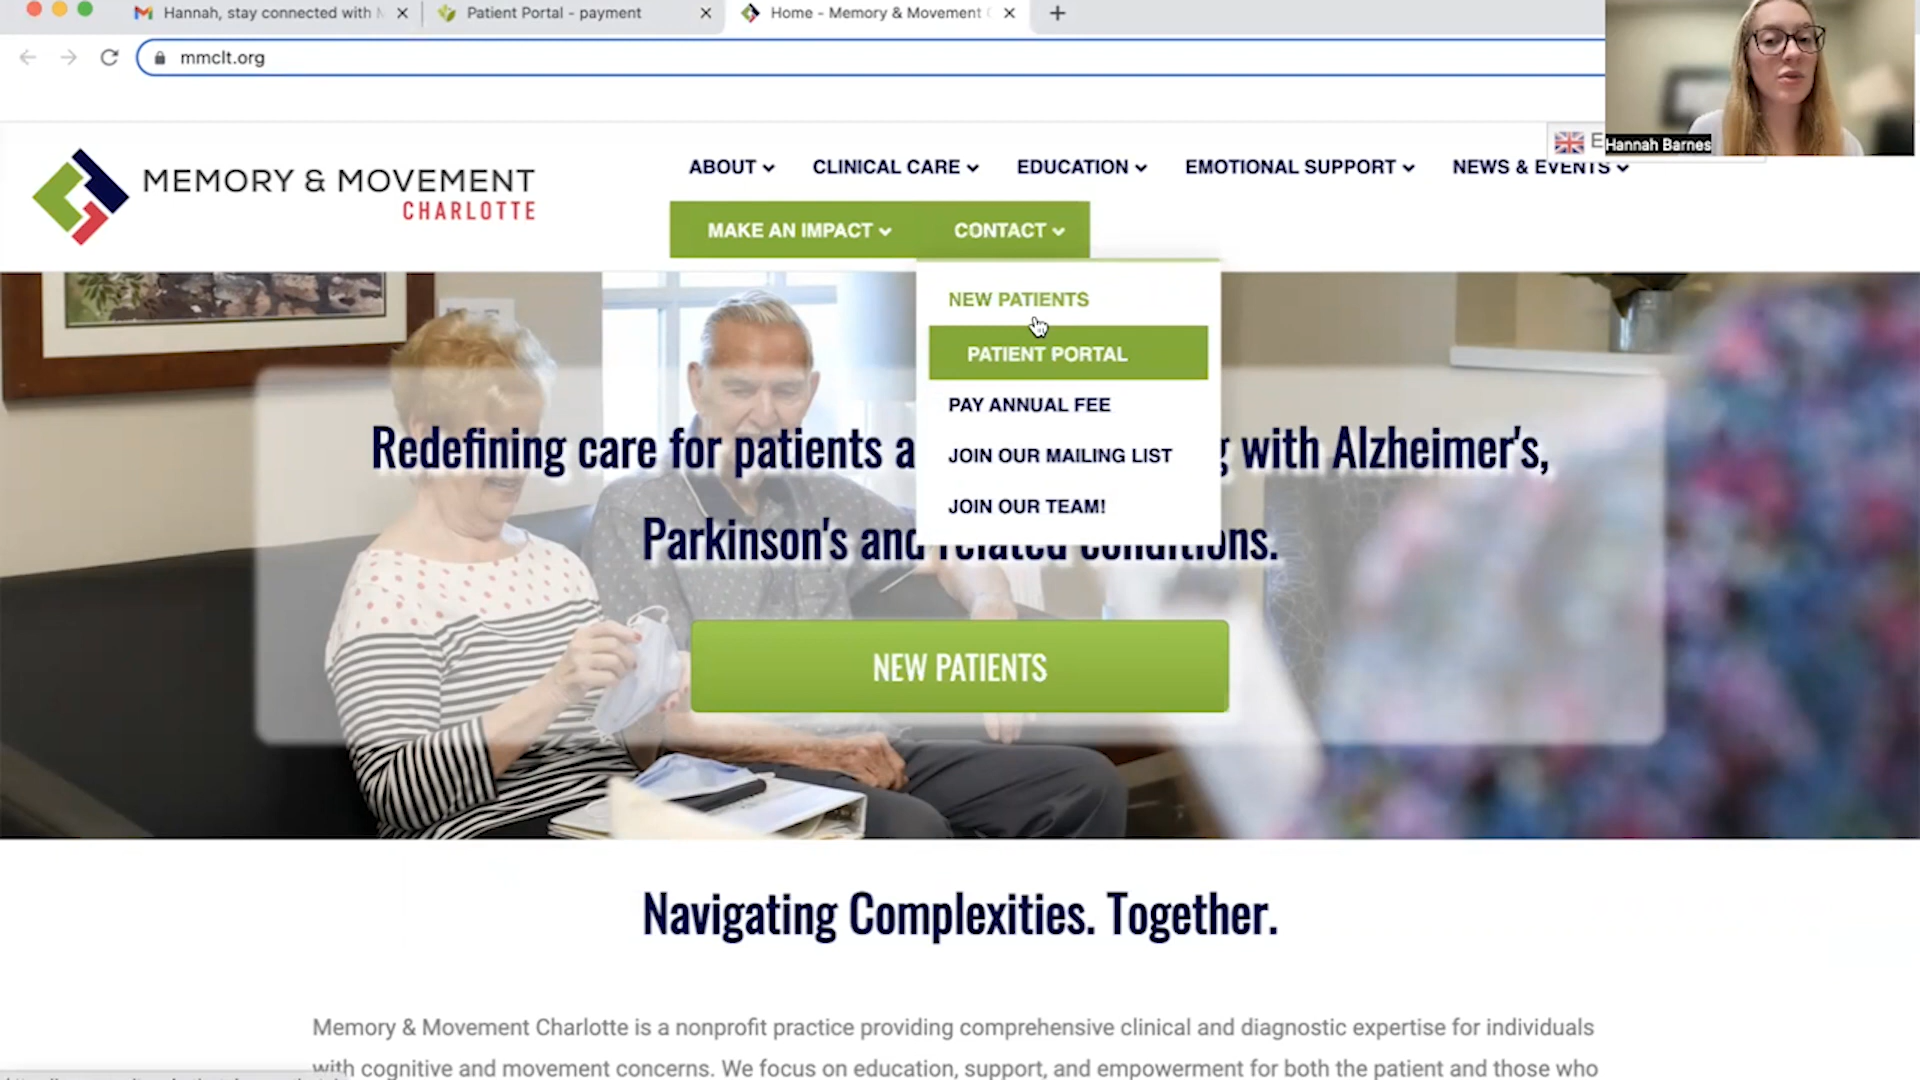 Hannah, stay connected with
Patient Portal - payment
Home - Memory & Movement
mmclt.org
Hannah Barnes
MEMORY & MOVEMENT
CHARLOTTE
ABOUT
CLINICAL CARE
EDUCATION
EMOTIONAL SUPPORT
NEWS & EVENTS
MAKE AN IMPACT
CONTACT
NEW PATIENTS
PATIENT PORTAL
PAY ANNUAL FEE
JOIN OUR MAILING LIST
JOIN OUR TEAM!
Redefining care for patients with Alzheimer's,
Parkinson's and related conditions.
NEW PATIENTS
Navigating Complexities. Together.
Memory & Movement Charlotte is a nonprofit practice providing comprehensive clinical and diagnostic expertise for individuals
with cognitive and movement concerns. We focus on education, support, and empowerment for both the patient and those who